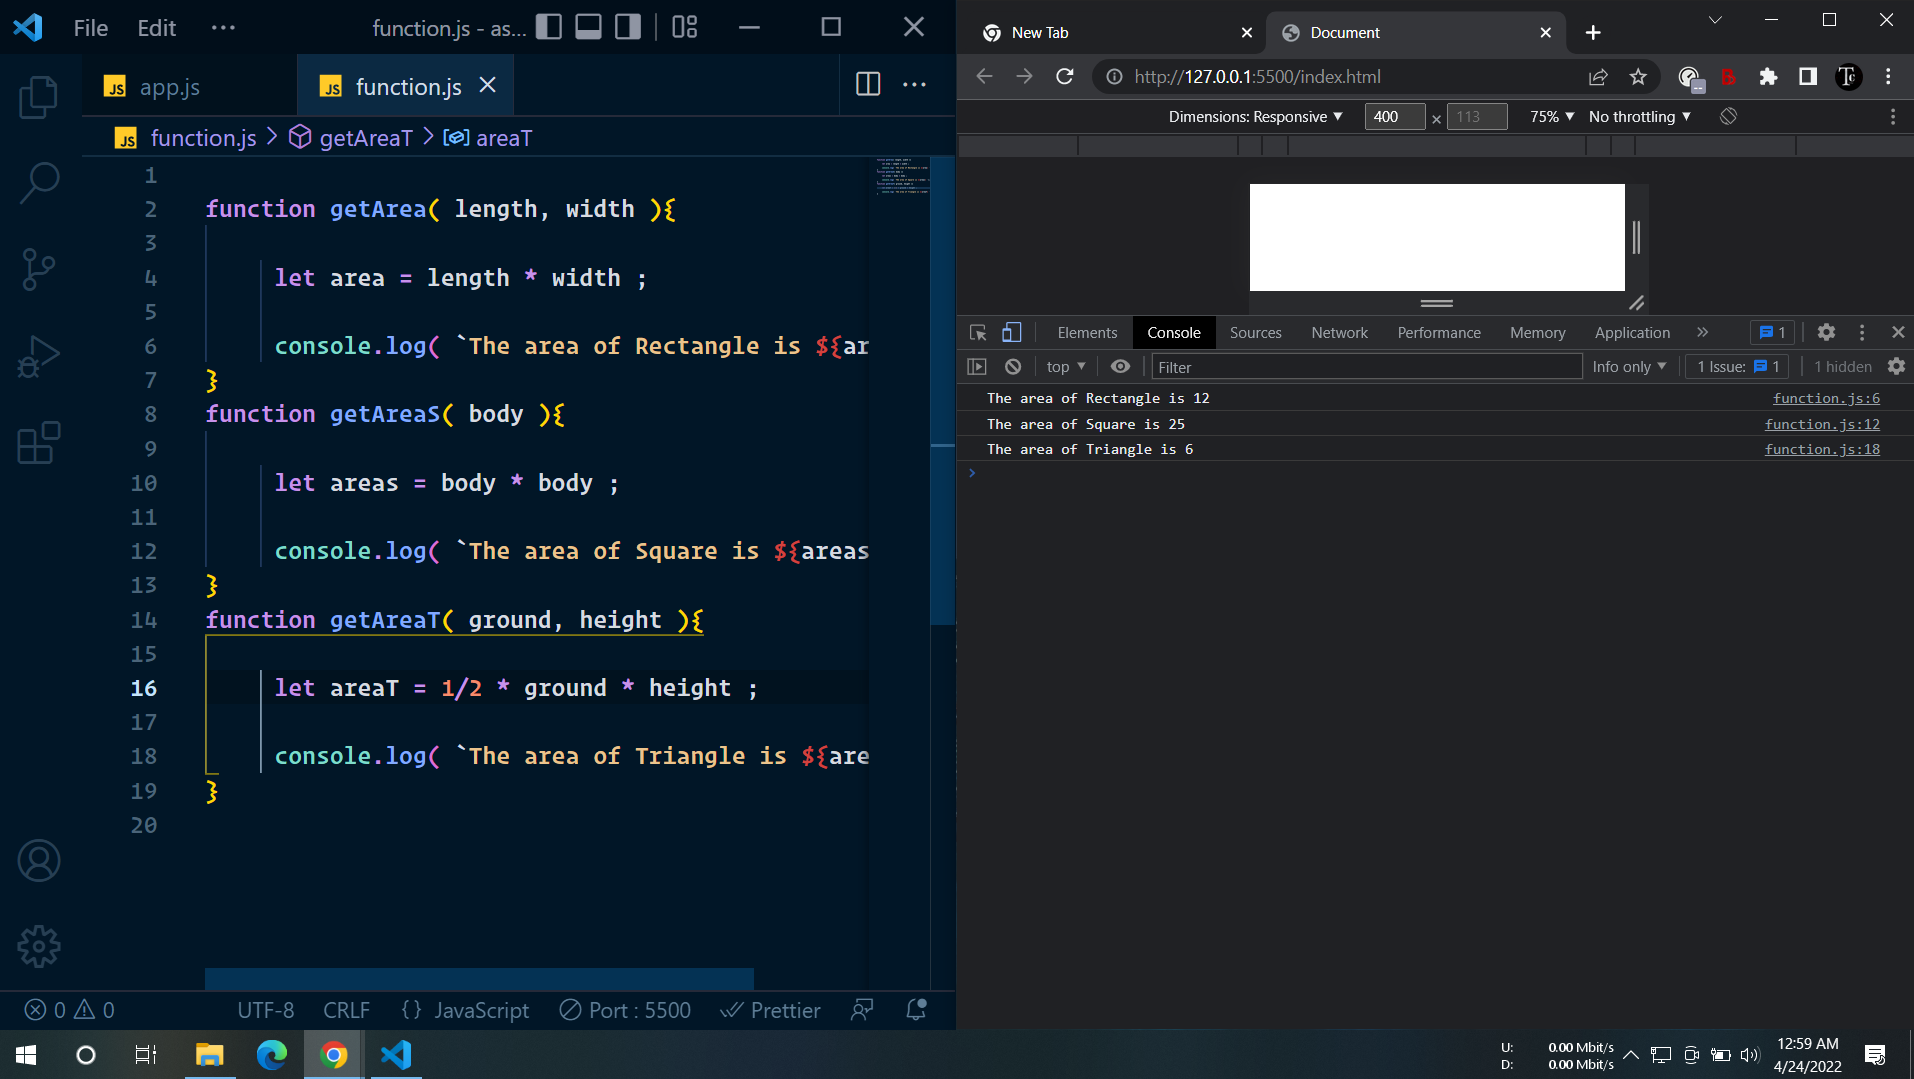 File Edit ··· function.js - as...
app.js function.js
function.js > getAreaT > areaT
1
2 function getArea( length, width ){
3
4 let area = length * width ;
5
6 console.log( `The area of Rectangle is ${ar
7 }
8 function getAreaS( body ){
9
10 let areas = body * body ;
11
12 console.log( `The area of Square is ${areas
13 }
14 function getAreaT( ground, height ){
15
16 let areaT = 1/2 * ground * height ;
17
18 console.log( `The area of Triangle is ${are
19 }
20
0 0 UTF-8 CRLF {} JavaScript Port : 5500 Prettier
New Tab Document
http://127.0.0.1:5500/index.html
Dimensions: Responsive 400 × 113 75% No throttling
Elements Console Sources Network Performance Memory Application » 1
top Filter Info only 1 Issue: 1 1 hidden
The area of Rectangle is 12 function.js:6
The area of Square is 25 function.js:12
The area of Triangle is 6 function.js:18
>
U: 0.00 Mbit/s
D: 0.00 Mbit/s
12:59 AM
4/24/2022